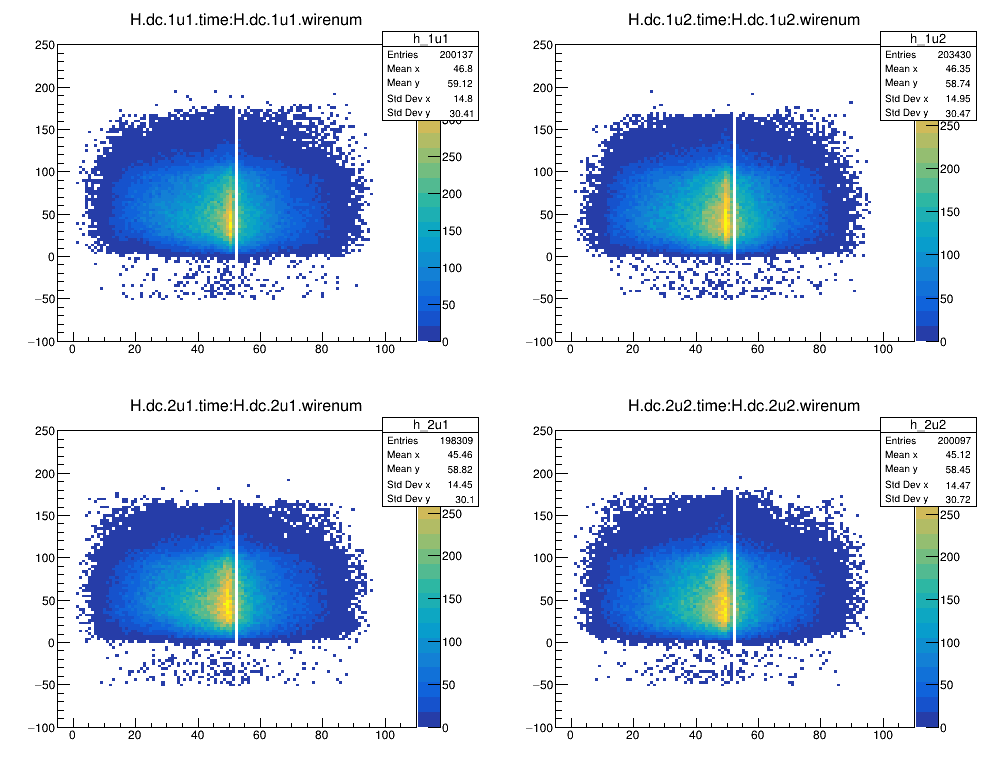 H.dc.1u1.time:H.dc.1u1.wirenum
h_1u1
Entries 200137
Mean x 46.8
Mean y 59.12
Std Dev x 14.8
Std Dev y 30.41
250
200
150
100
50
0
−50
−100
0 20 40 60 80 100
300
250
200
150
100
50
0
H.dc.1u2.time:H.dc.1u2.wirenum
h_1u2
Entries 203430
Mean x 46.35
Mean y 58.74
Std Dev x 14.95
Std Dev y 30.47
250
200
150
100
50
0
−50
−100
0 20 40 60 80 100
250
200
150
100
50
0
H.dc.2u1.time:H.dc.2u1.wirenum
h_2u1
Entries 198309
Mean x 45.46
Mean y 58.82
Std Dev x 14.45
Std Dev y 30.1
250
200
150
100
50
0
−50
−100
0 20 40 60 80 100
250
200
150
100
50
0
H.dc.2u2.time:H.dc.2u2.wirenum
h_2u2
Entries 200097
Mean x 45.12
Mean y 58.45
Std Dev x 14.47
Std Dev y 30.72
250
200
150
100
50
0
−50
−100
0 20 40 60 80 100
250
200
150
100
50
0